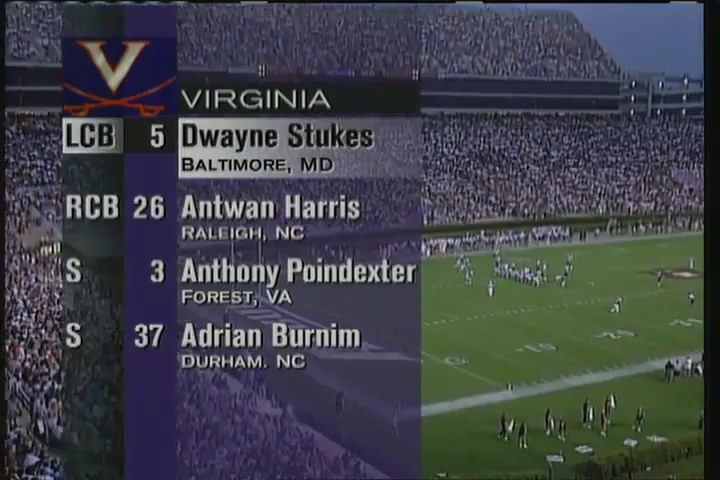 V
VIRGINIA
LCB 5 Dwayne Stukes
BALTIMORE, MD
RCB 26 Antwan Harris
RALEIGH, NC
S 3 Anthony Poindexter
FOREST, VA
S 37 Adrian Burnim
DURHAM. NC